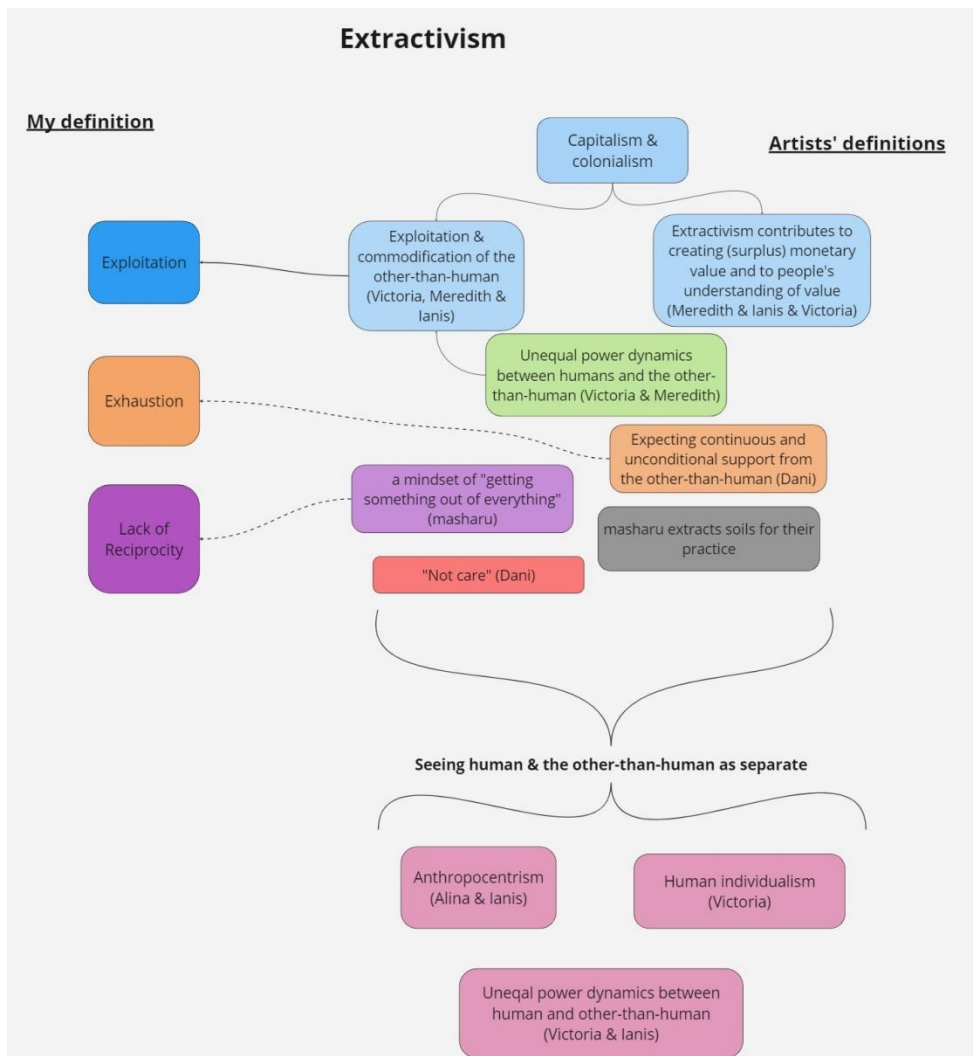 Extractivism
My definition
Artists' definitions
Capitalism &
colonialism
Exploitation
Exploitation &
commodification of the
other-than-human
(Victoria, Meredith &
Ianis)
Extractivism contributes to
creating (surplus) monetary
value and to people's
understanding of value
(Meredith & Ianis & Victoria)
Unequal power dynamics
between humans and the other-
than-human (Victoria & Meredith)
Exhaustion
Expecting continuous and
unconditional support from
the other-than-human (Dani)
Lack of
Reciprocity
a mindset of "getting
something out of everything"
(masharu)
masharu extracts soils for their
practice
"Not care" (Dani)
Seeing human & the other-than-human as separate
Anthropocentrism
(Alina & Ianis)
Human individualism
(Victoria)
Uneqal power dynamics between
human and other-than-human
(Victoria & Ianis)